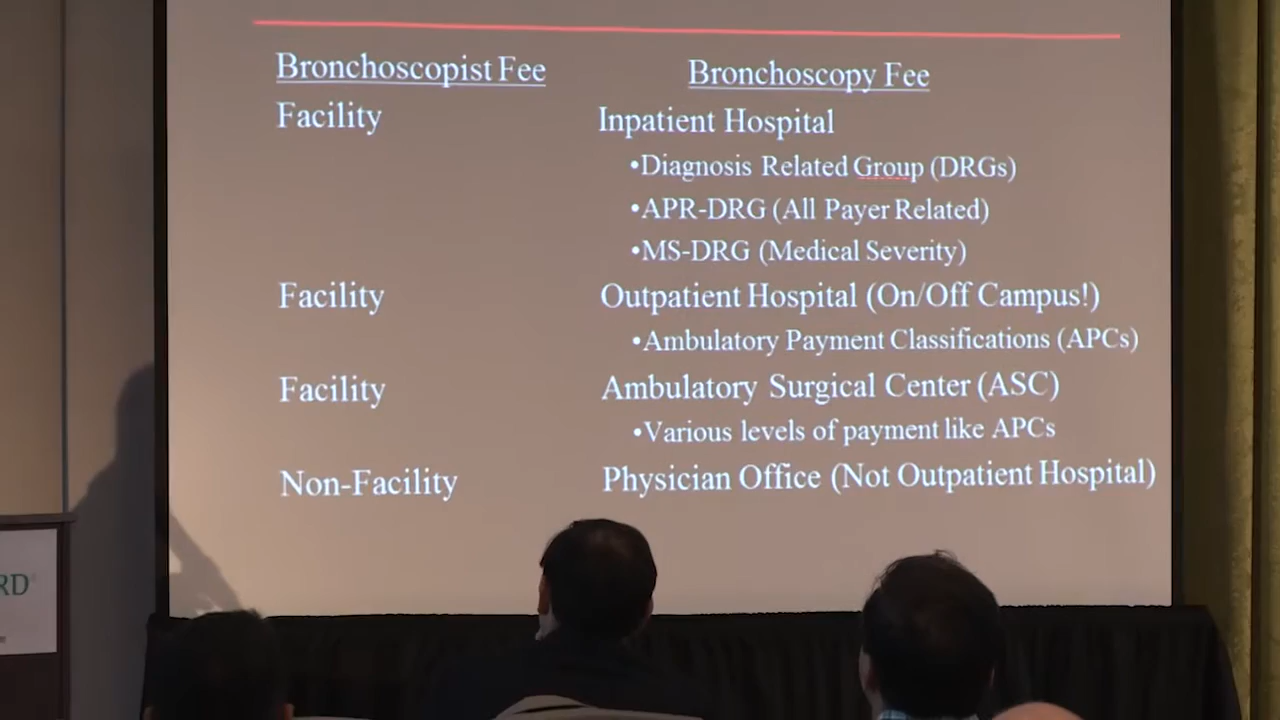 Bronchoscopist Fee Bronchoscopy Fee
Facility Inpatient Hospital
•Diagnosis Related Group (DRGs)
•APR-DRG (All Payer Related)
•MS-DRG (Medical Severity)
Facility Outpatient Hospital (On/Off Campus!)
•Ambulatory Payment Classifications (APCs)
Facility Ambulatory Surgical Center (ASC)
•Various levels of payment like APCs
Non-Facility Physician Office (Not Outpatient Hospital)
RD®